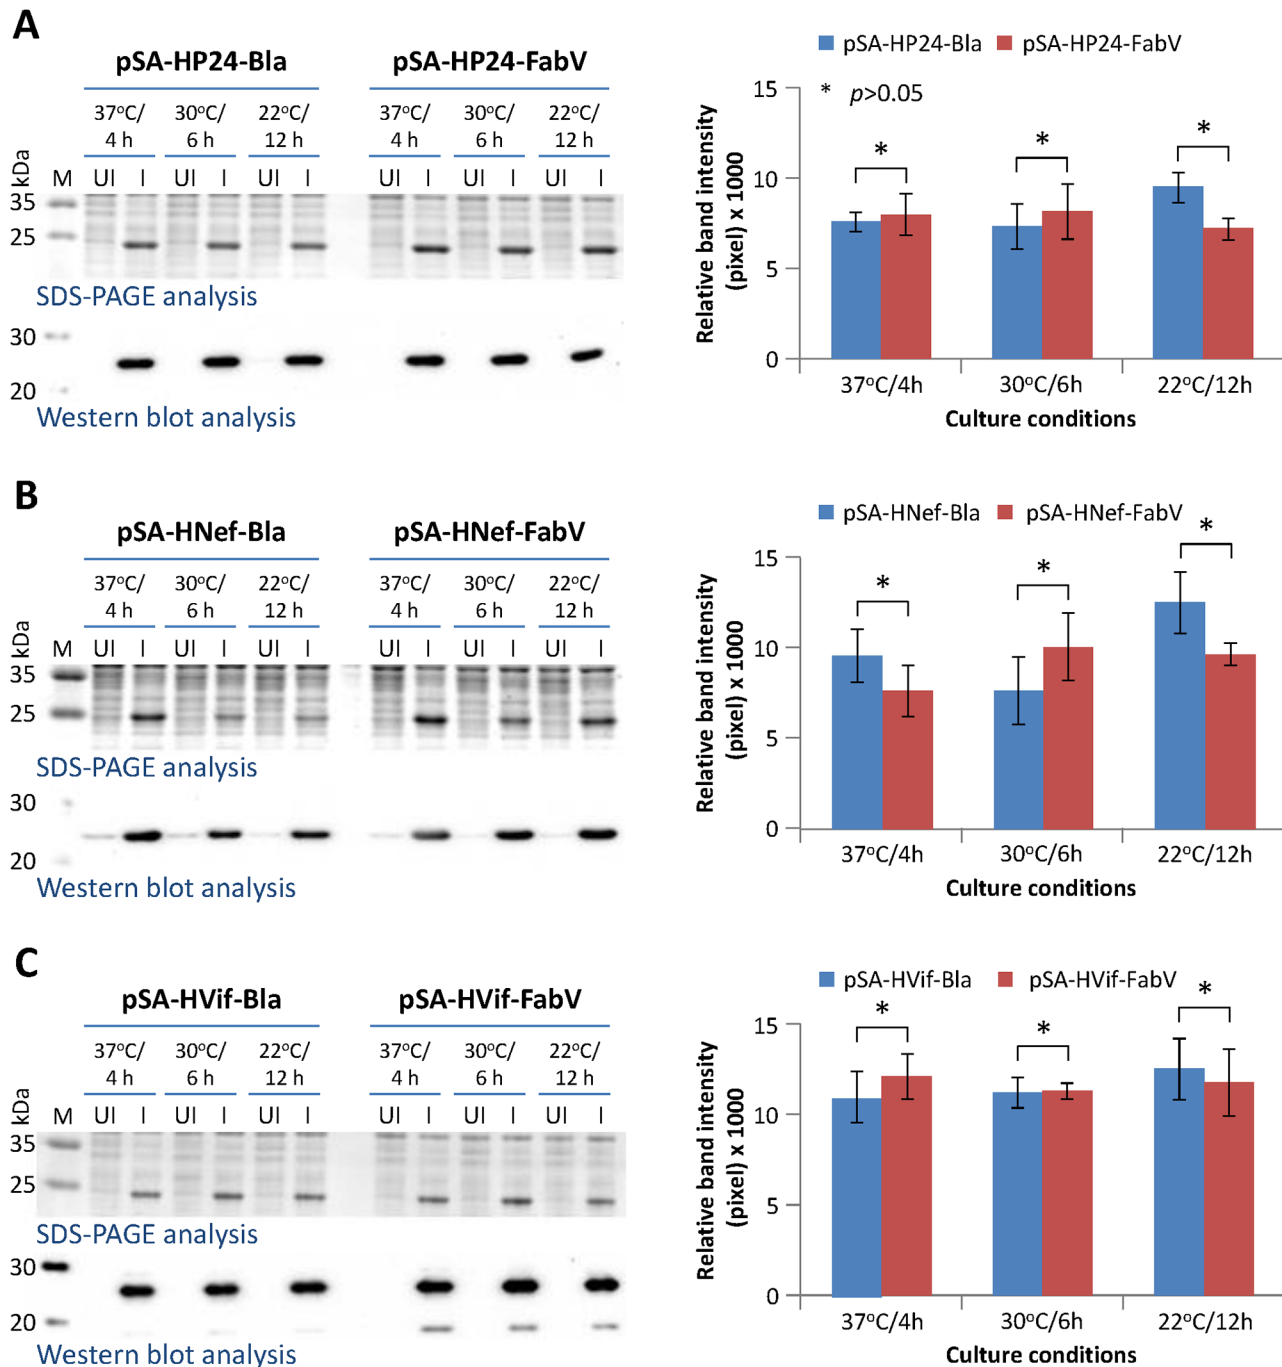 A
pSA-HP24-Bla pSA-HP24-FabV
37°C/ 30°C/ 22°C/ 37°C/ 30°C/ 22°C/
4 h 6 h 12 h 4 h 6 h 12 h
kDa M UI I UI I UI I UI I UI I UI I
35
25
SDS-PAGE analysis
30
20
Western blot analysis
pSA-HP24-Bla pSA-HP24-FabV
* p>0.05
Relative band intensity
(pixel) x 1000
15
10
5
0
* * *
37°C/4h 30°C/6h 22°C/12h
Culture conditions
B
pSA-HNef-Bla pSA-HNef-FabV
37°C/ 30°C/ 22°C/ 37°C/ 30°C/ 22°C/
4 h 6 h 12 h 4 h 6 h 12 h
kDa M UI I UI I UI I UI I UI I UI I
35
25
SDS-PAGE analysis
30
20
Western blot analysis
pSA-HNef-Bla pSA-HNef-FabV
Relative band intensity
(pixel) x 1000
15
10
5
0
* * *
37°C/4h 30°C/6h 22°C/12h
Culture conditions
C
pSA-HVif-Bla pSA-HVif-FabV
37°C/ 30°C/ 22°C/ 37°C/ 30°C/ 22°C/
4 h 6 h 12 h 4 h 6 h 12 h
kDa M UI I UI I UI I UI I UI I UI I
35
25
SDS-PAGE analysis
30
20
Western blot analysis
pSA-HVif-Bla pSA-HVif-FabV
Relative band intensity
(pixel) x 1000
15
10
5
0
* * *
37°C/4h 30°C/6h 22°C/12h
Culture conditions